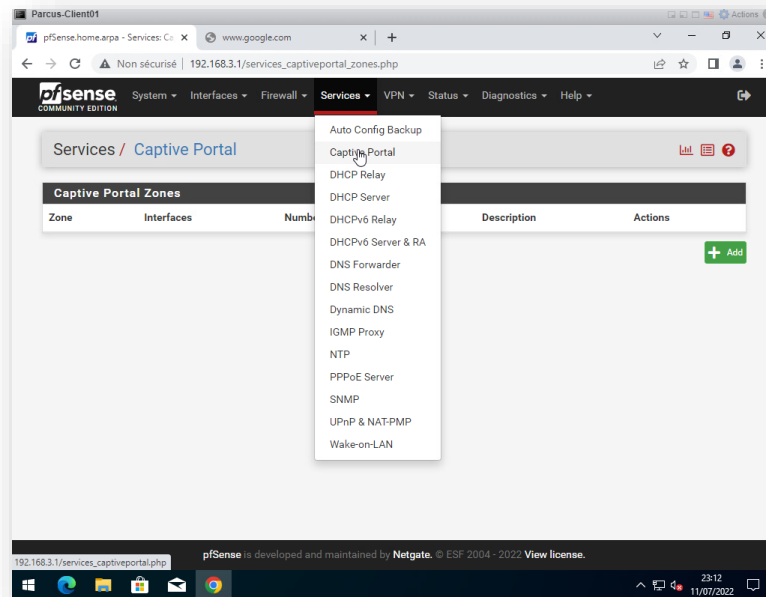 Parcus-Client01
Actions
pfSense.home.arpa - Services: Ca
www.google.com
Non sécurisé | 192.168.3.1/services_captiveportal_zones.php
pfsense
COMMUNITY EDITION
System Interfaces Firewall Services VPN Status Diagnostics Help
Services / Captive Portal
Auto Config Backup
Captive Portal
DHCP Relay
DHCP Server
DHCPv6 Relay
DHCPv6 Server & RA
DNS Forwarder
DNS Resolver
Dynamic DNS
IGMP Proxy
NTP
PPPoE Server
SNMP
UPnP & NAT-PMP
Wake-on-LAN
Captive Portal Zones
Zone Interfaces Numb Description Actions
Add
pfSense is developed and maintained by Netgate. © ESF 2004 - 2022 View license.
192.168.3.1/services_captiveportal.php
23:12
11/07/2022